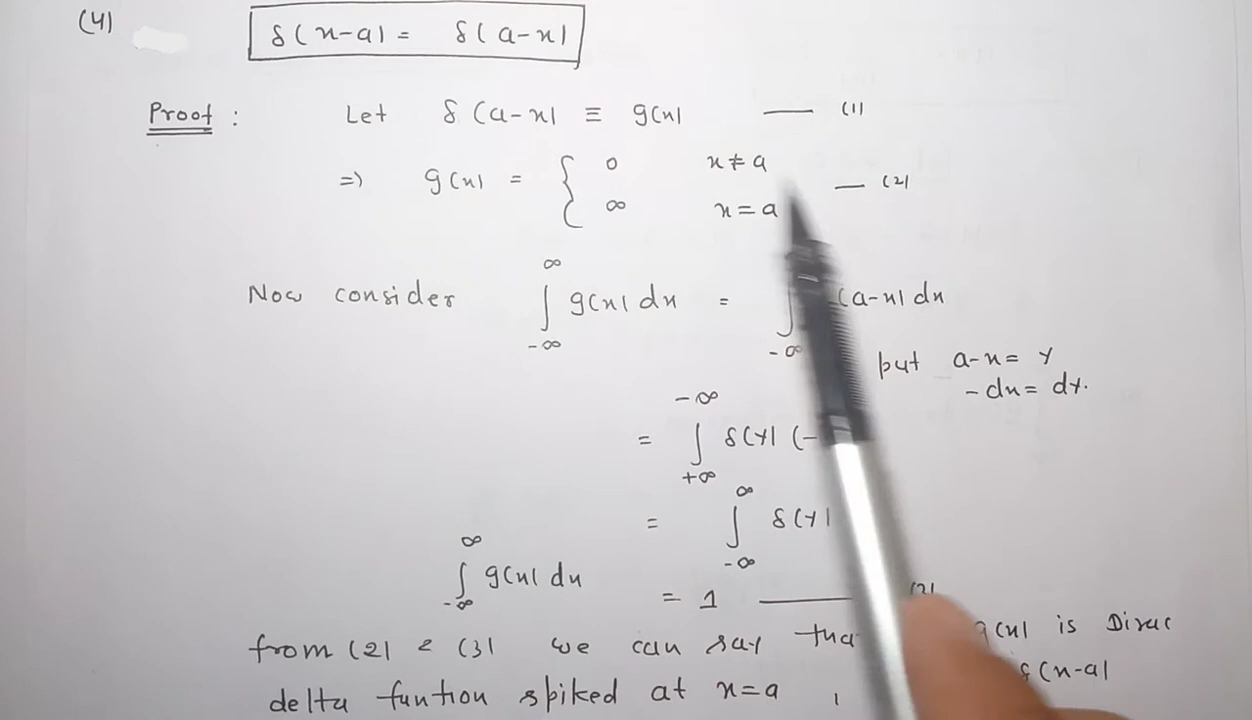 (4) δ(x-a) = δ(a-x)
Proof : Let δ(a-x) ≡ g(x) —— (1)
=> g(x) = { 0 x≠a
∞ x=a — (2)
Now consider ∫_{-∞}^{∞} g(x) dx = ∫_{-∞} (a-x) dx
put a-x = y
-dx = dy.
= ∫_{+∞}^{-∞} δ(y) (-
= ∫_{-∞}^{∞} δ(y)
∫_{-∞}^{∞} g(x) dx = 1 ——
from (2) & (3) we can say g(x) is Dirac
delta funtion spiked at x=a , δ(x-a)